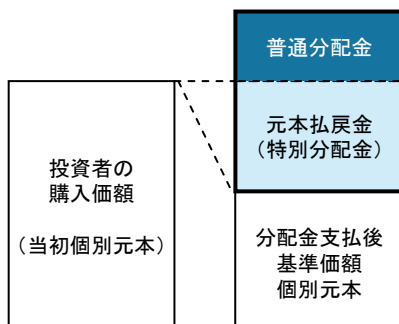 普通分配金
元本払戻金
（特別分配金）
投資者の
購入価額
（当初個別元本）
分配金支払後
基準価額
個別元本